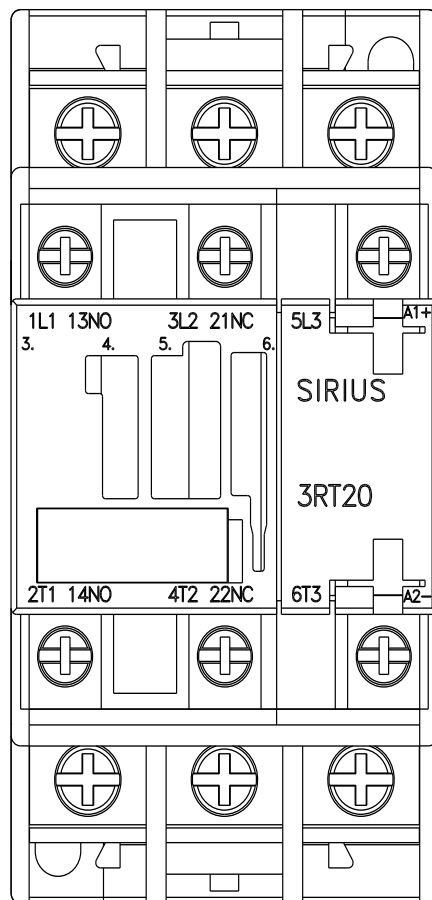 1L1 13NO 3L2 21NC 5L3 A1+
3. 4. 5. 6.
SIRIUS
3RT20
2T1 14NO 4T2 22NC 6T3 A2-